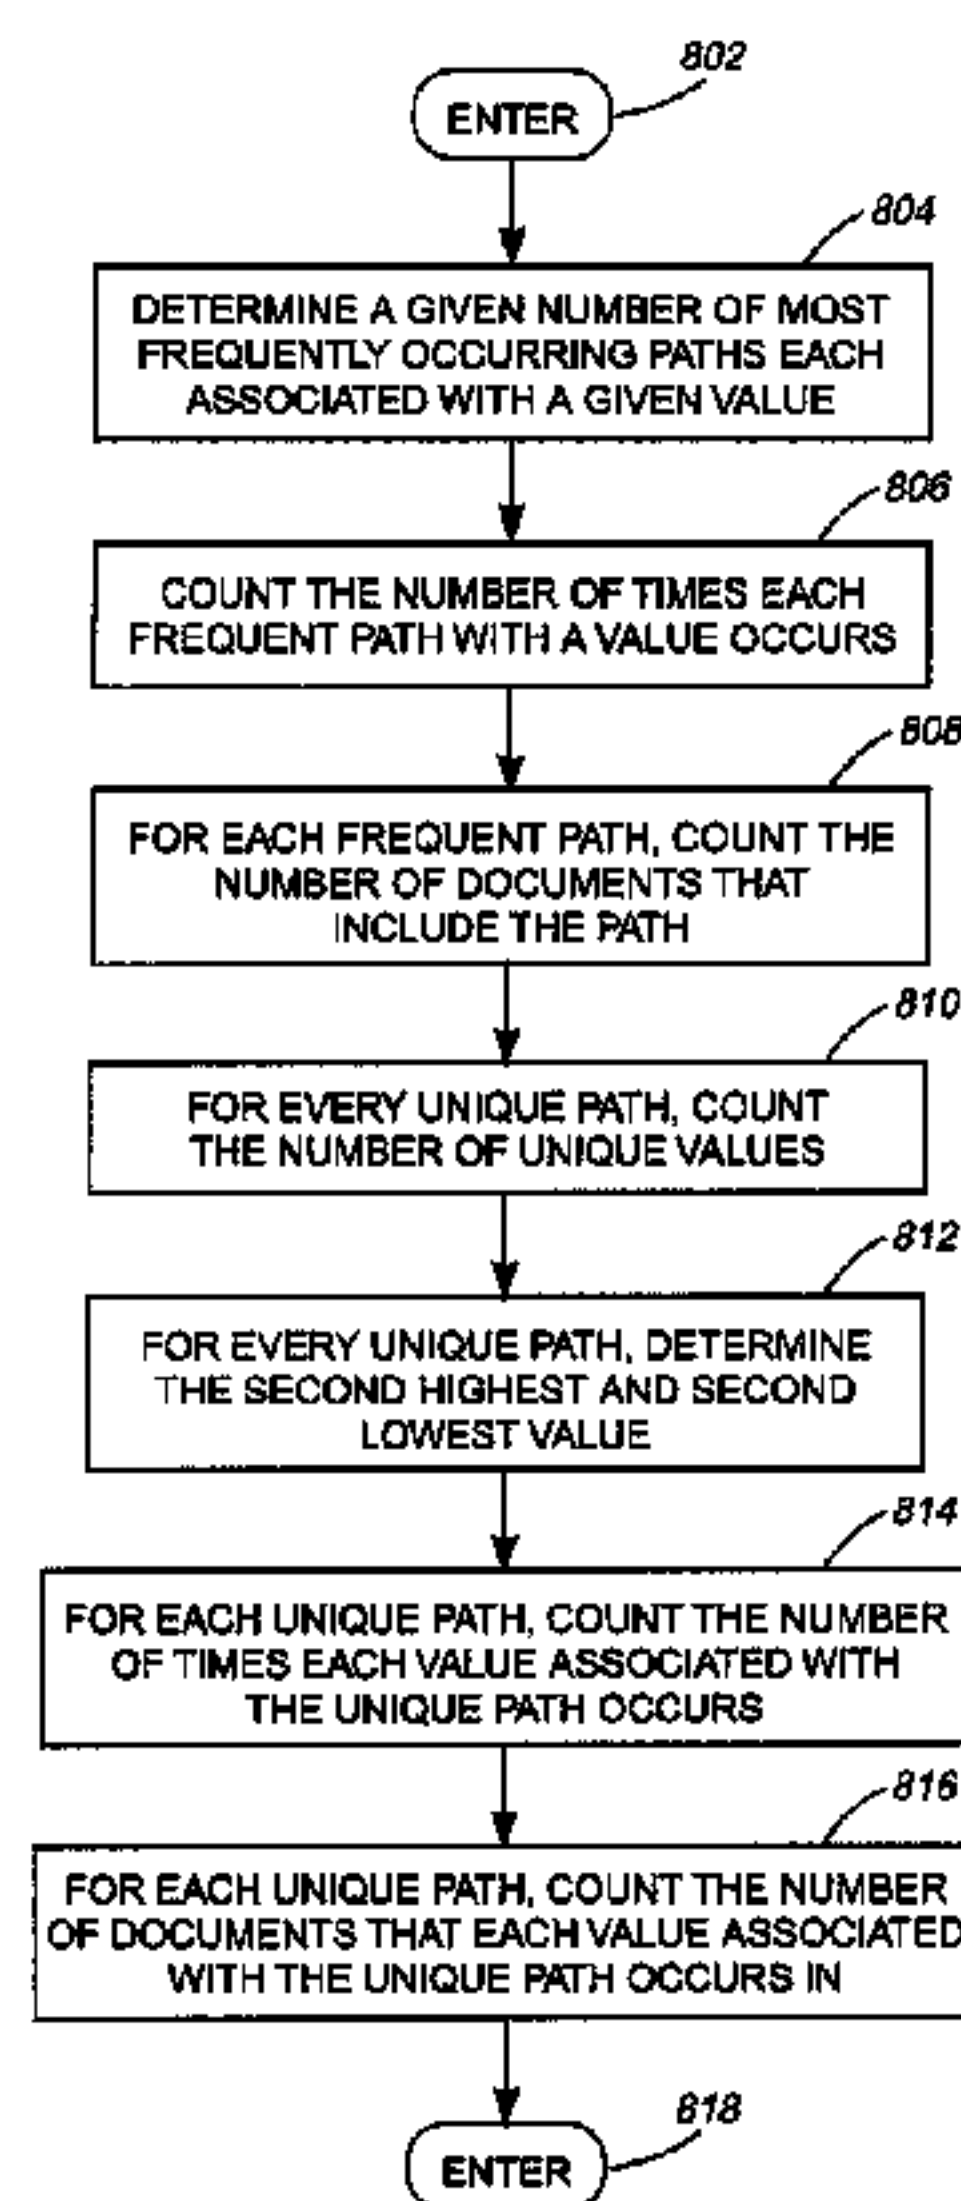 802
ENTER
804
DETERMINE A GIVEN NUMBER OF MOST
FREQUENTLY OCCURRING PATHS EACH
ASSOCIATED WITH A GIVEN VALUE
806
COUNT THE NUMBER OF TIMES EACH
FREQUENT PATH WITH A VALUE OCCURS
808
FOR EACH FREQUENT PATH, COUNT THE
NUMBER OF DOCUMENTS THAT
INCLUDE THE PATH
810
FOR EVERY UNIQUE PATH, COUNT
THE NUMBER OF UNIQUE VALUES
812
FOR EVERY UNIQUE PATH, DETERMINE
THE SECOND HIGHEST AND SECOND
LOWEST VALUE
814
FOR EACH UNIQUE PATH, COUNT THE NUMBER
OF TIMES EACH VALUE ASSOCIATED WITH
THE UNIQUE PATH OCCURS
816
FOR EACH UNIQUE PATH, COUNT THE NUMBER
OF DOCUMENTS THAT EACH VALUE ASSOCIATED
WITH THE UNIQUE PATH OCCURS IN
818
ENTER